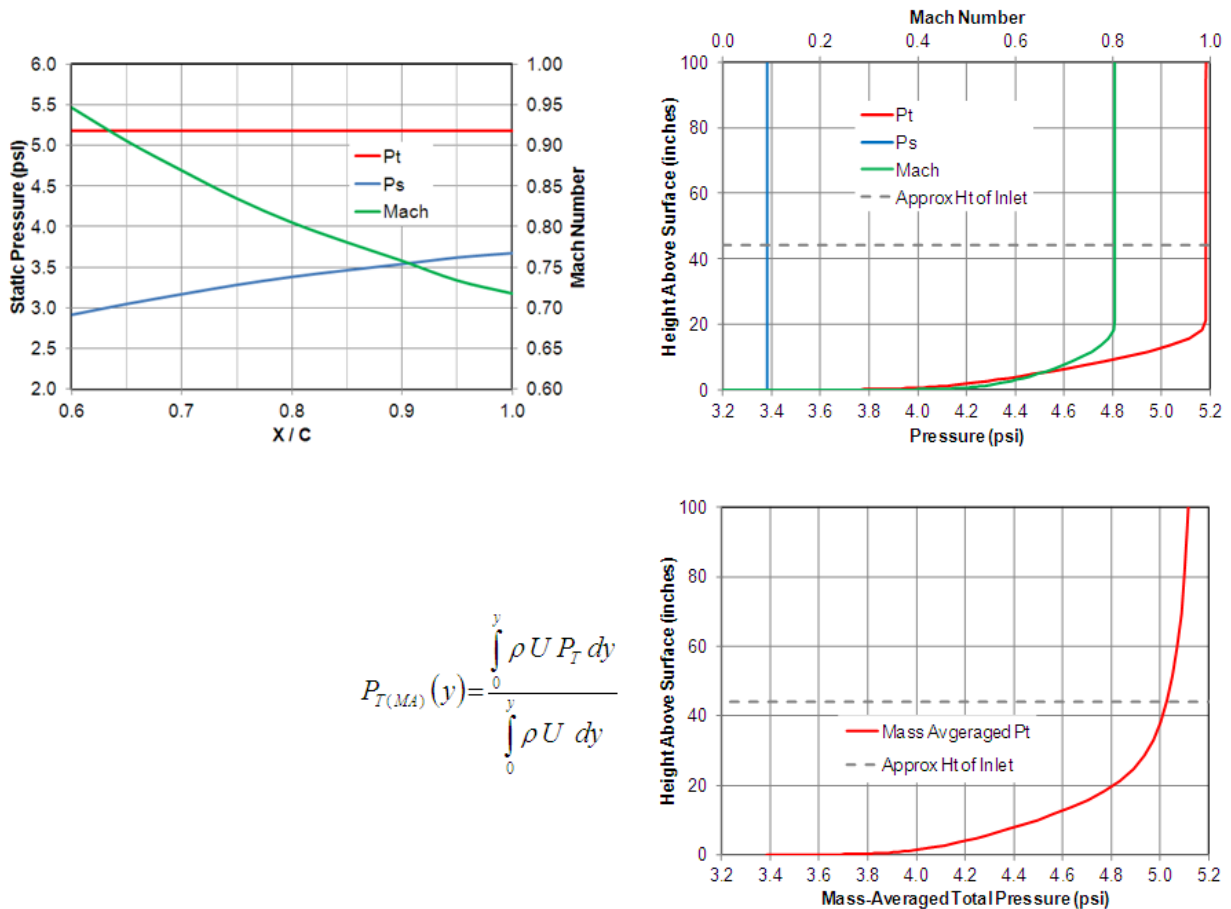 6.0
5.5
5.0
4.5
4.0
3.5
3.0
2.5
2.0
Static Pressure (psi)
1.00
0.95
0.90
0.85
0.80
0.75
0.70
0.65
0.60
Mach Number
0.6 0.7 0.8 0.9 1.0
X / C
Pt
Ps
Mach
Mach Number
0.0 0.2 0.4 0.6 0.8 1.0
100
80
60
40
20
0
Height Above Surface (inches)
Pt
Ps
Mach
Approx Ht of Inlet
3.2 3.4 3.6 3.8 4.0 4.2 4.4 4.6 4.8 5.0 5.2
Pressure (psi)
P_{T(MA)}(y) = \frac{\int_0^y ρ U P_T dy}{\int_0^y ρ U dy}
100
80
60
40
20
0
Height Above Surface (inches)
Mass Avgeraged Pt
Approx Ht of Inlet
3.2 3.4 3.6 3.8 4.0 4.2 4.4 4.6 4.8 5.0 5.2
Mass-Averaged Total Pressure (psi)